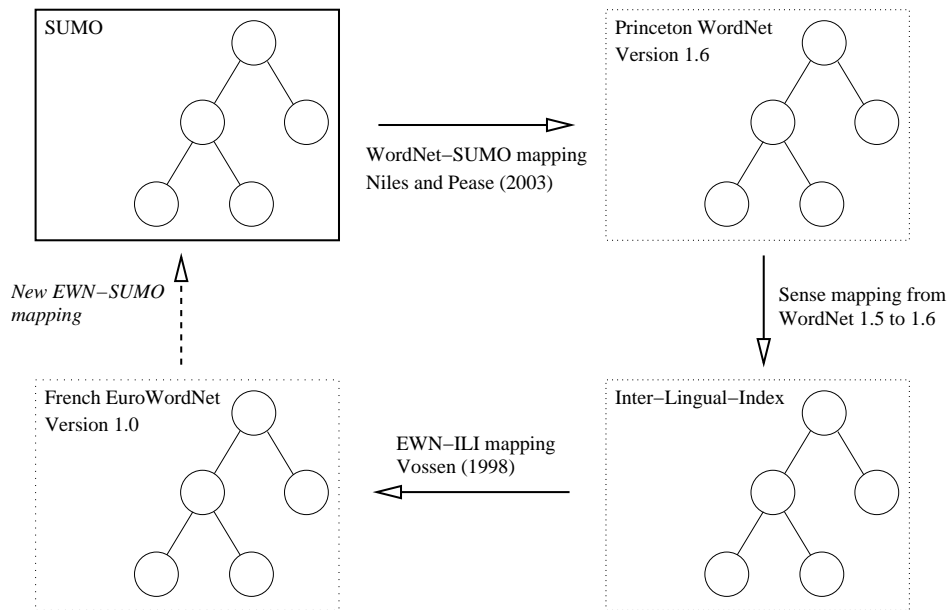 SUMO
Princeton WordNet
Version 1.6
WordNet−SUMO mapping
Niles and Pease (2003)
New EWN−SUMO
mapping
Sense mapping from
WordNet 1.5 to 1.6
French EuroWordNet
Version 1.0
EWN−ILI mapping
Vossen (1998)
Inter−Lingual−Index